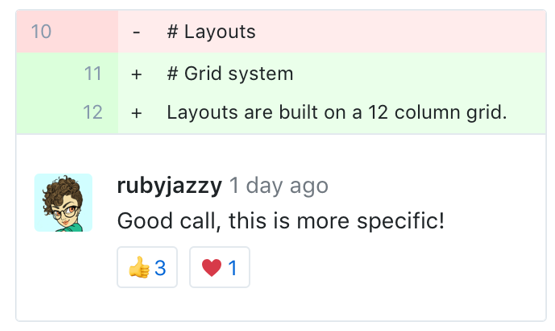 10 - # Layouts
11 + # Grid system
12 + Layouts are built on a 12 column grid.
rubyjazzy 1 day ago
Good call, this is more specific!
👍 3 ❤️ 1